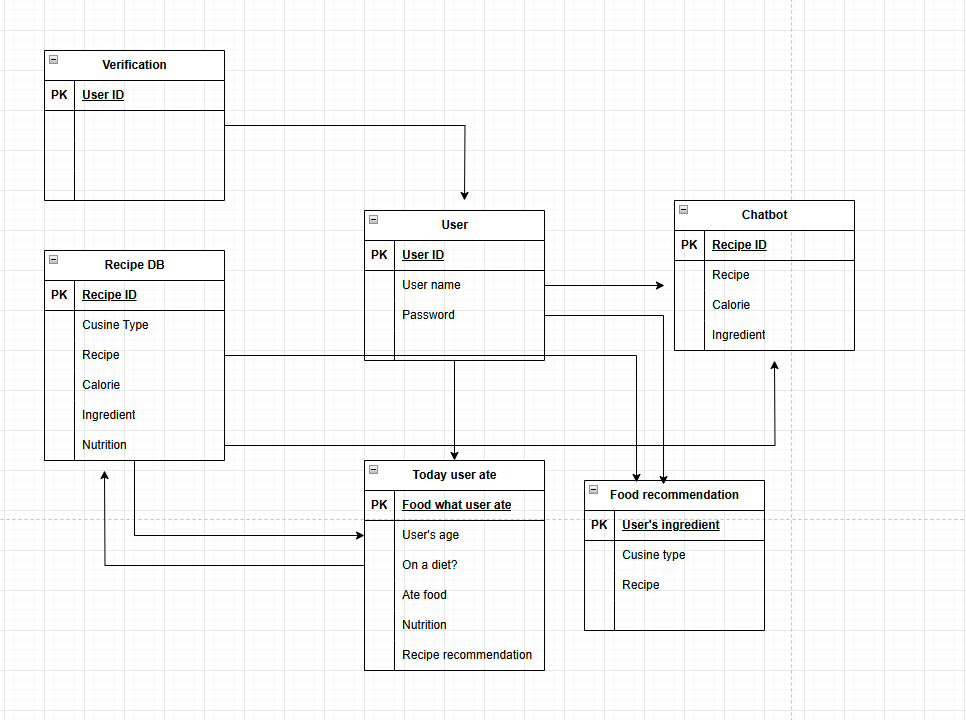 Verification
PK User ID
User
PK User ID
User name
Password
Chatbot
PK Recipe ID
Recipe
Calorie
Ingredient
Recipe DB
PK Recipe ID
Cusine Type
Recipe
Calorie
Ingredient
Nutrition
Today user ate
PK Food what user ate
User's age
On a diet?
Ate food
Nutrition
Recipe recommendation
Food recommendation
PK User's ingredient
Cusine type
Recipe